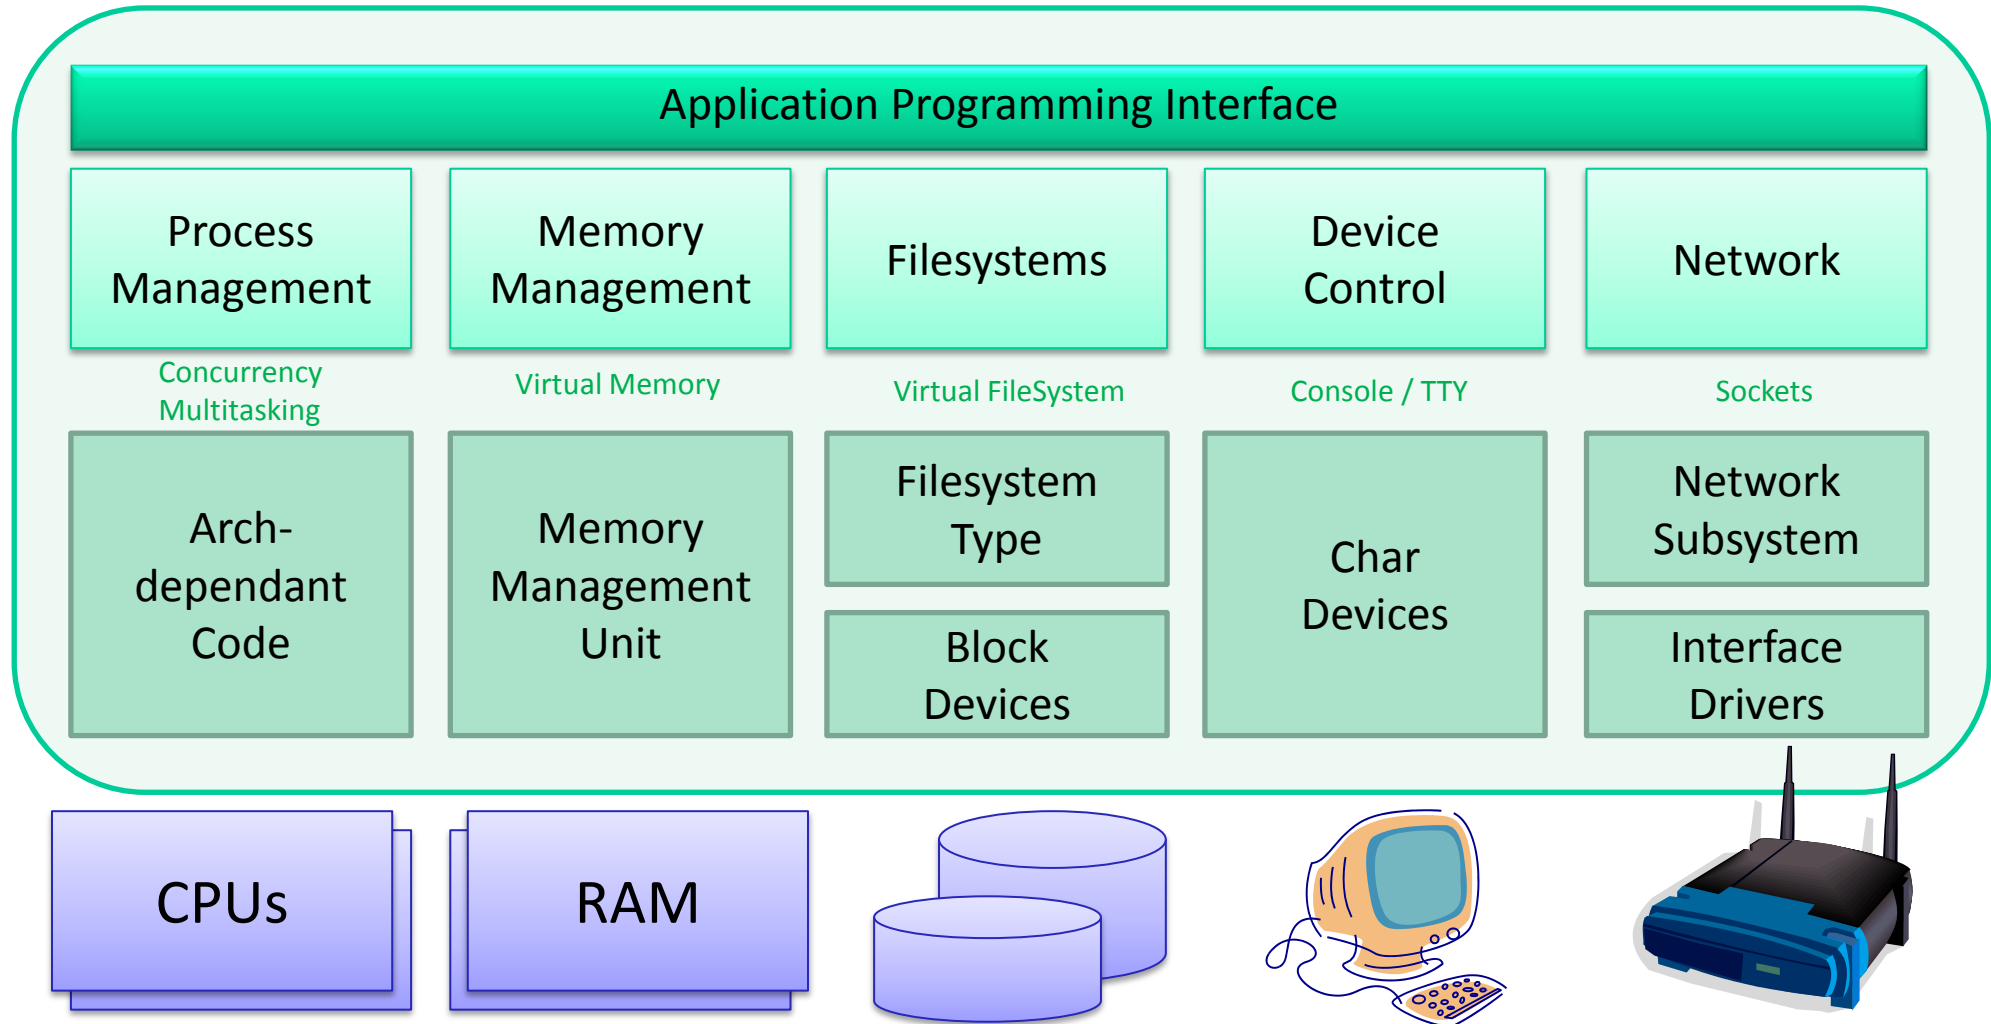 Application Programming Interface
Process
Management
Memory
Management
Filesystems
Device
Control
Network
Concurrency
Multitasking
Virtual Memory
Virtual FileSystem
Console / TTY
Sockets
Arch-
dependant
Code
Memory
Management
Unit
Filesystem
Type
Block
Devices
Char
Devices
Network
Subsystem
Interface
Drivers
CPUs
RAM